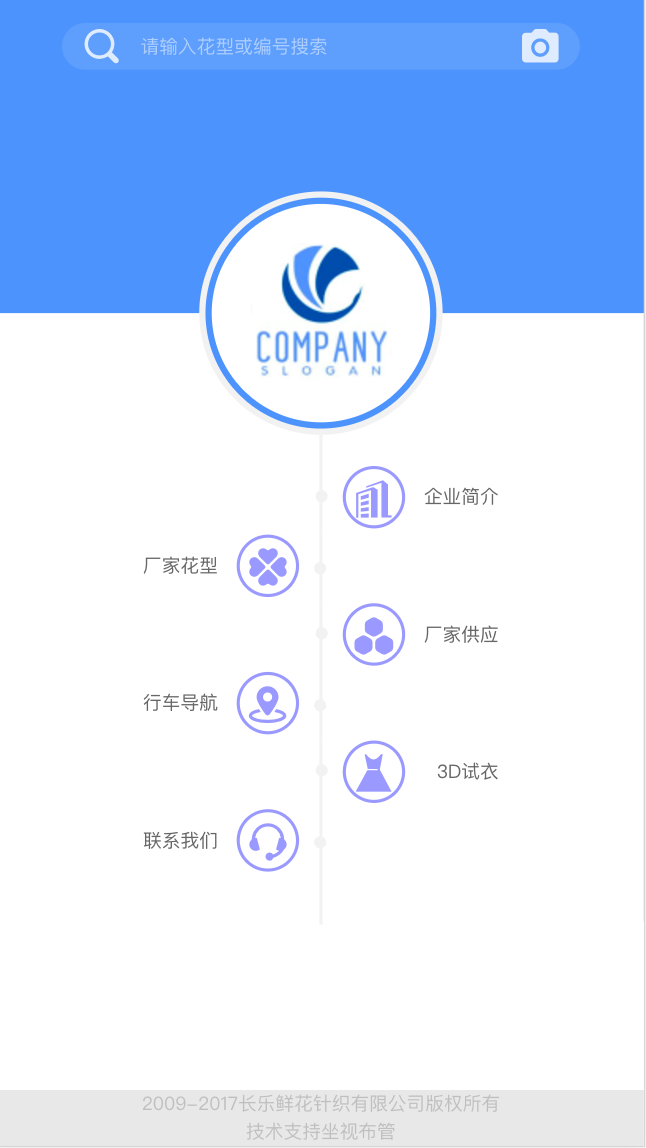 请输入花型或编号搜索
COMPANY
SLOGAN
企业简介
厂家花型
厂家供应
行车导航
3D试衣
联系我们
2009-2017长乐鲜花针织有限公司版权所有
技术支持坐视布管